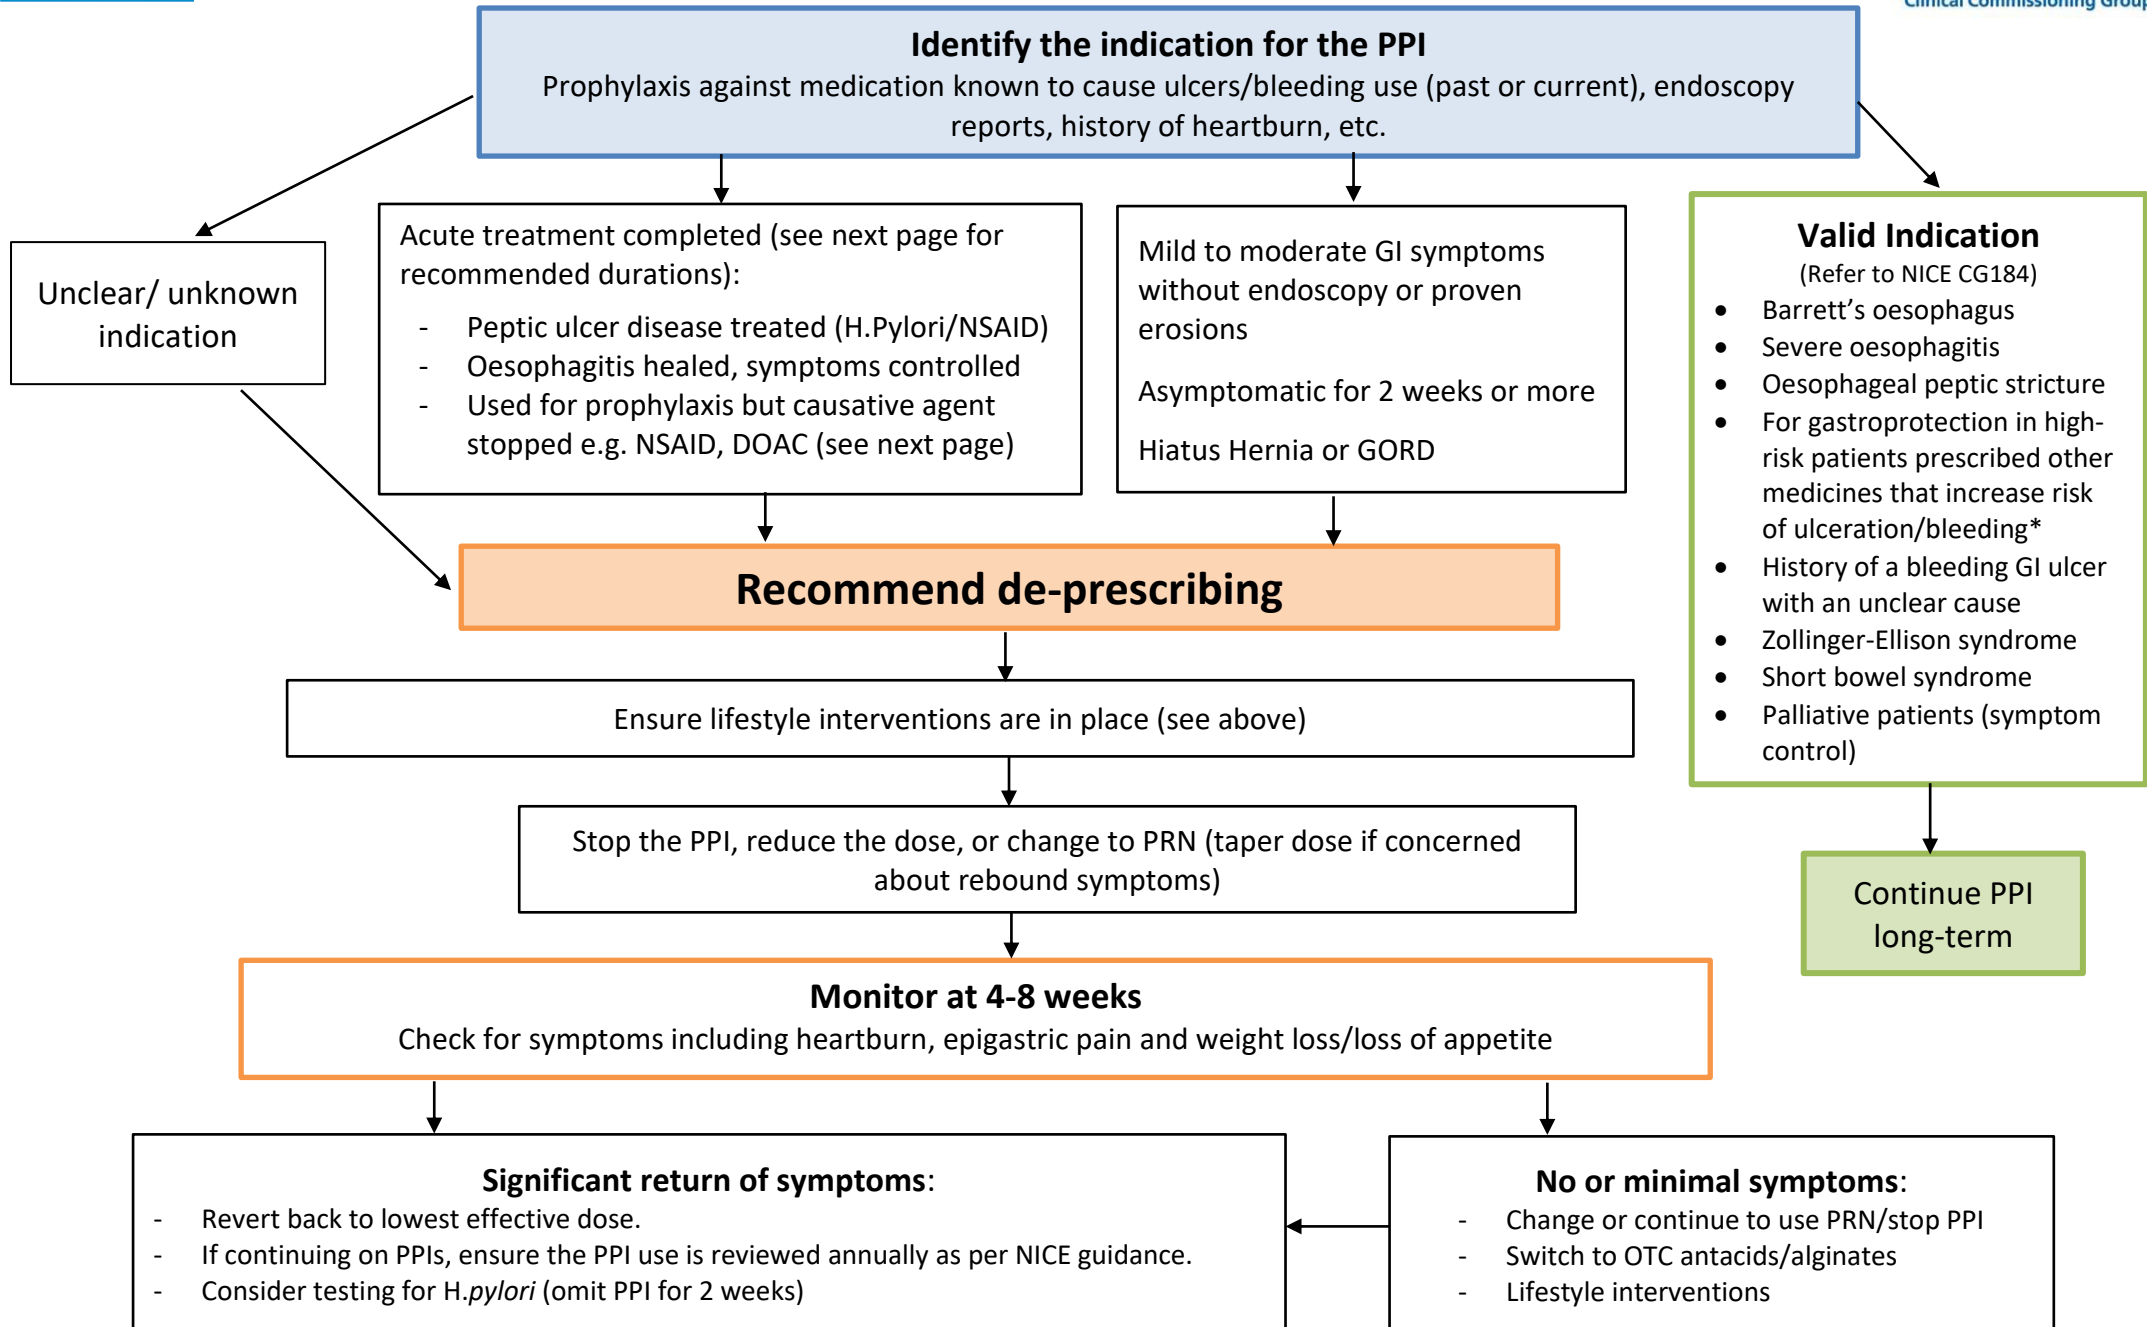 Clinical Commissioning Group
Identify the indication for the PPI
Prophylaxis against medication known to cause ulcers/bleeding use (past or current), endoscopy
reports, history of heartburn, etc.
Unclear/ unknown
indication
Acute treatment completed (see next page for
recommended durations):
- Peptic ulcer disease treated (H.Pylori/NSAID)
- Oesophagitis healed, symptoms controlled
- Used for prophylaxis but causative agent
stopped e.g. NSAID, DOAC (see next page)
Mild to moderate GI symptoms
without endoscopy or proven
erosions
Asymptomatic for 2 weeks or more
Hiatus Hernia or GORD
Valid Indication
(Refer to NICE CG184)
• Barrett’s oesophagus
• Severe oesophagitis
• Oesophageal peptic stricture
• For gastroprotection in high-
risk patients prescribed other
medicines that increase risk
of ulceration/bleeding*
• History of a bleeding GI ulcer
with an unclear cause
• Zollinger-Ellison syndrome
• Short bowel syndrome
• Palliative patients (symptom
control)
Recommend de-prescribing
Ensure lifestyle interventions are in place (see above)
Stop the PPI, reduce the dose, or change to PRN (taper dose if concerned
about rebound symptoms)
Continue PPI
long-term
Monitor at 4-8 weeks
Check for symptoms including heartburn, epigastric pain and weight loss/loss of appetite
Significant return of symptoms:
- Revert back to lowest effective dose.
- If continuing on PPIs, ensure the PPI use is reviewed annually as per NICE guidance.
- Consider testing for H.pylori (omit PPI for 2 weeks)
No or minimal symptoms:
- Change or continue to use PRN/stop PPI
- Switch to OTC antacids/alginates
- Lifestyle interventions